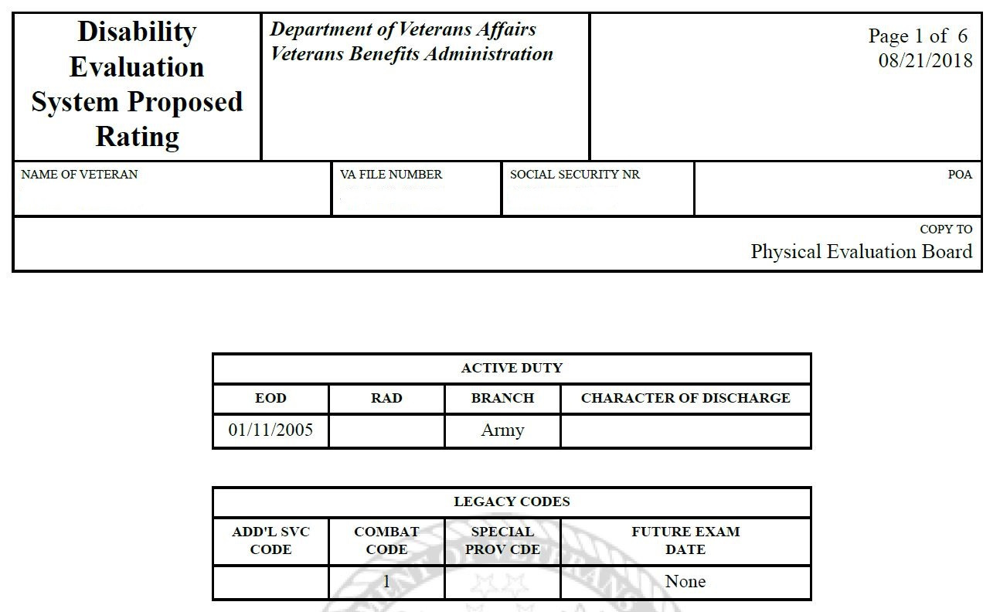 Disability
Evaluation
System Proposed
Rating
Department of Veterans Affairs
Veterans Benefits Administration
Page 1 of 6
08/21/2018
NAME OF VETERAN
VA FILE NUMBER
SOCIAL SECURITY NR
POA
COPY TO
Physical Evaluation Board
ACTIVE DUTY
EOD RAD BRANCH CHARACTER OF DISCHARGE
01/11/2005 Army
LEGACY CODES
ADD'L SVC CODE COMBAT CODE SPECIAL PROV CDE FUTURE EXAM DATE
1 None
MENT OF VETERANS